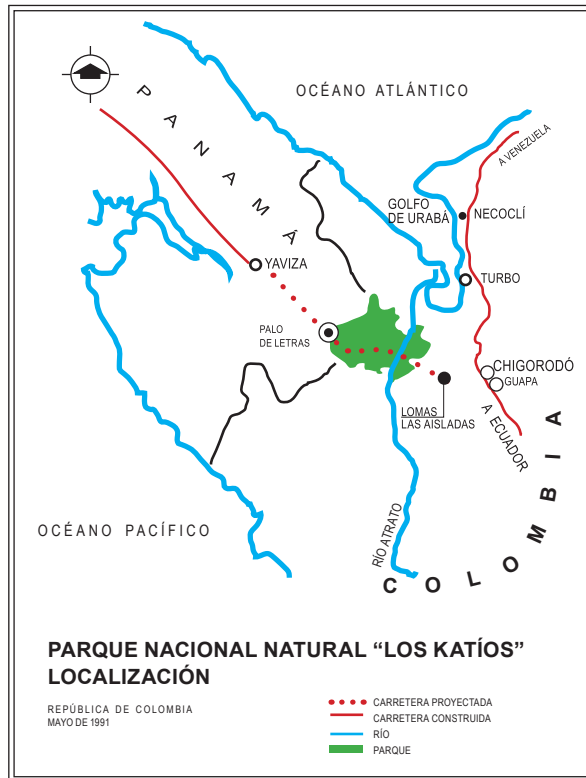 OCÉANO ATLÁNTICO
PANAMÁ
A VENEZUELA
GOLFO
DE URABÁ
NECOCLÍ
YAVIZA
TURBO
PALO
DE LETRAS
CHIGORODÓ
GUAPA
LOMAS
LAS AISLADAS
A ECUADOR
RÍO ATRATO
COLOMBIA
OCÉANO PACÍFICO
PARQUE NACIONAL NATURAL “LOS KATÍOS”
LOCALIZACIÓN
REPÚBLICA DE COLOMBIA
MAYO DE 1991
CARRETERA PROYECTADA
CARRETERA CONSTRUIDA
RÍO
PARQUE